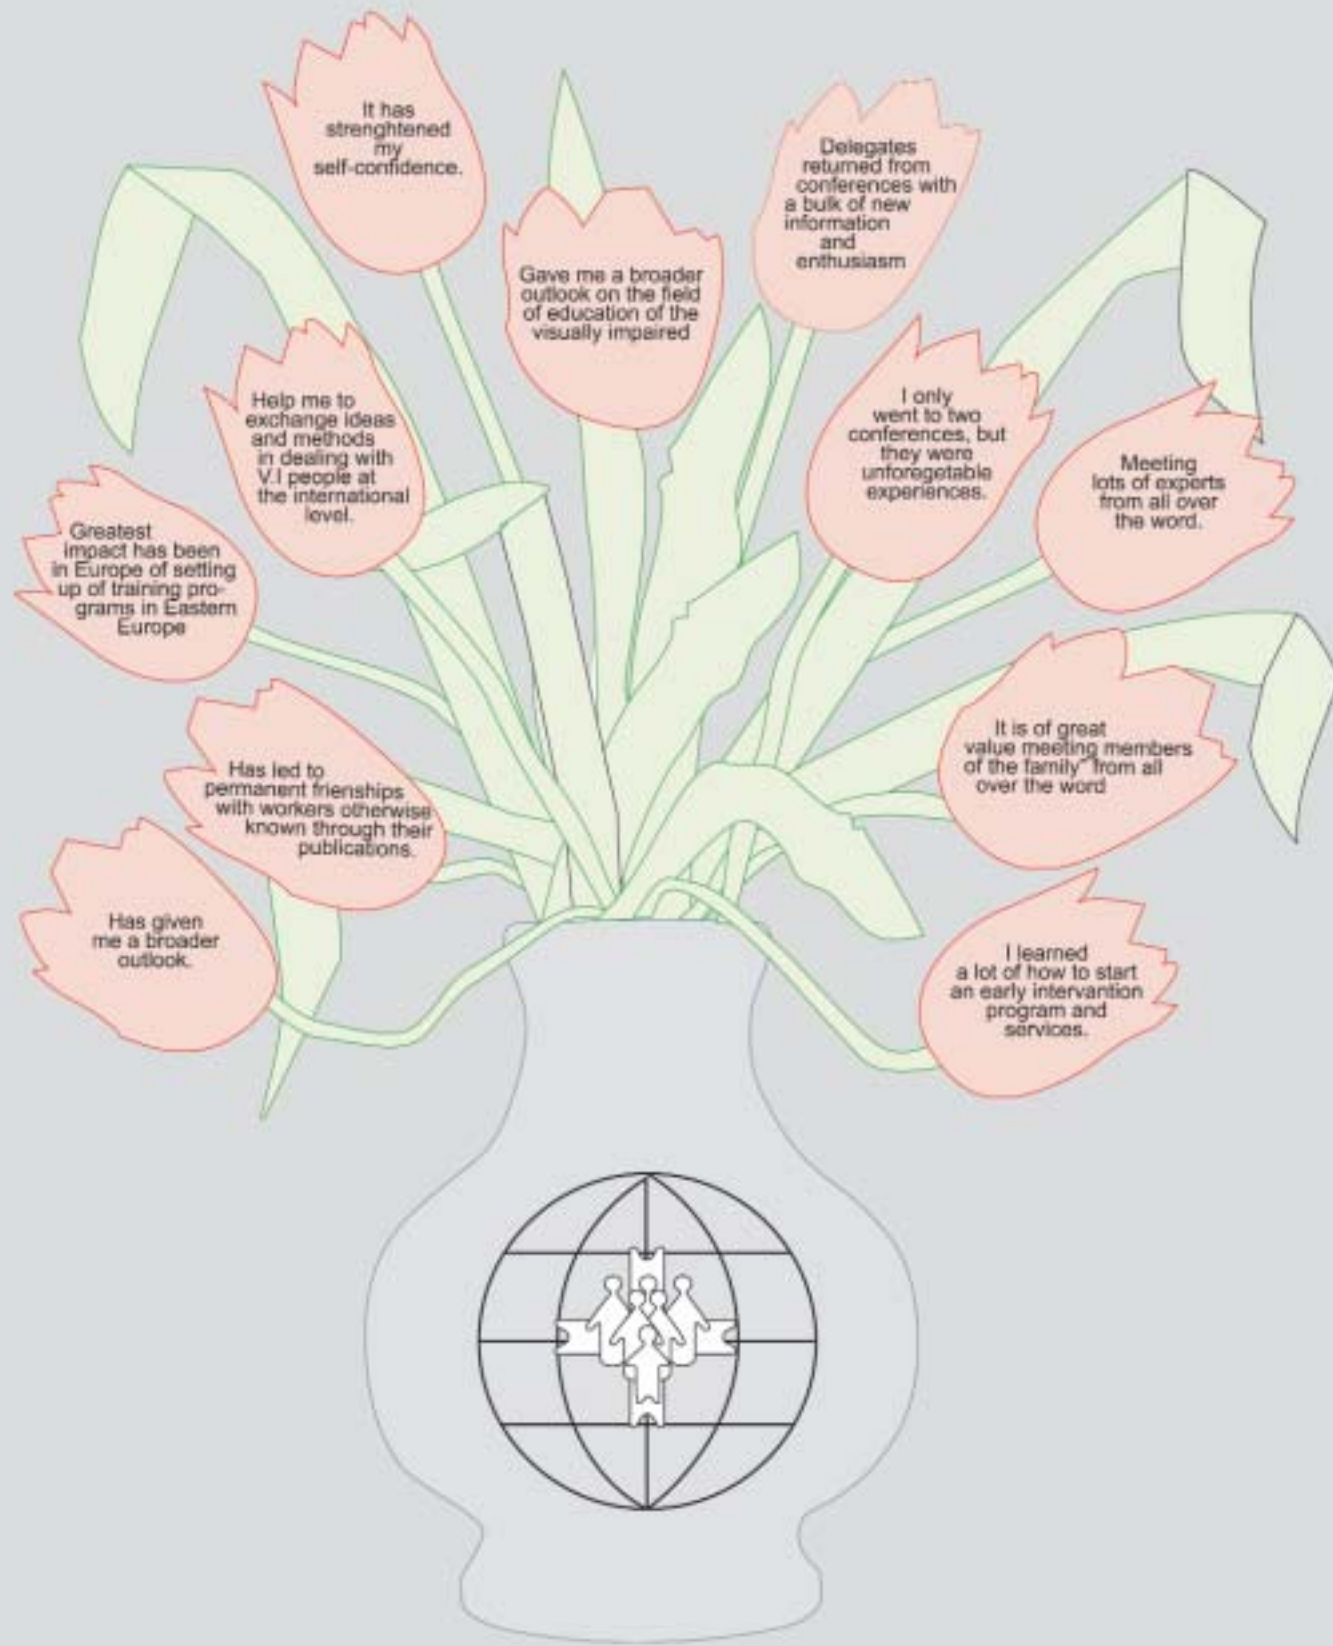 It has
strenghtened
my
self-confidence.
Delegates
returned from
conferences with
a bulk of new
information
and
enthusiasm
Gave me a broader
outlook on the field
of education of the
visually impaired
Help me to
exchange ideas
and methods
in dealing with
V.I people at
the international
level.
I only
went to two
conferences, but
they were
unforegetable
experiences.
Meeting
lots of experts
from all over
the word.
Greatest
impact has been
in Europe of setting
up of training pro-
grams in Eastern
Europe
It is of great
value meeting members
of the family" from all
over the word
Has led to
permanent frienships
with workers otherwise
known through their
publications.
Has given
me a broader
outlook.
I learned
a lot of how to start
an early intervantion
program and
services.